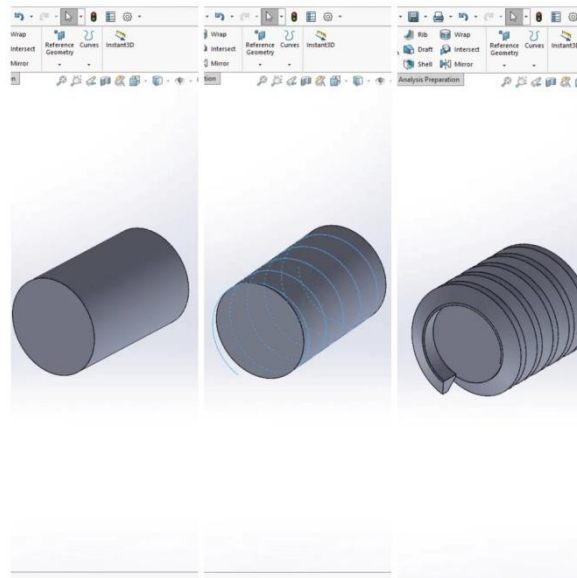 Wrap
Intersect
Mirror
Reference
Geometry
Curves
Instant3D
Wrap
Intersect
Mirror
Reference
Geometry
Curves
Instant3D
tion
Rib
Wrap
Draft
Intersect
Shell
Mirror
Reference
Geometry
Curves
Instant3D
Analysis Preparation